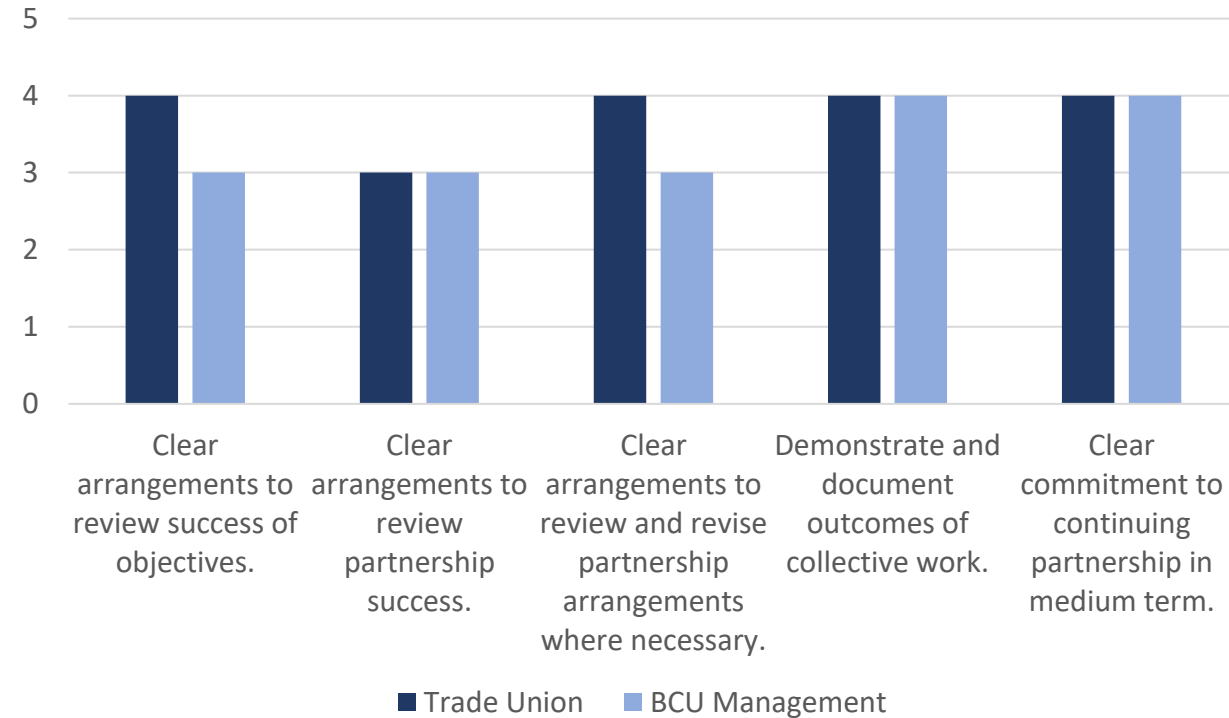 5
4
3
2
1
0
Clear
arrangements to
review success of
objectives.
Clear
arrangements to
review
partnership
success.
Clear
arrangements to
review and revise
partnership
arrangements
where necessary.
Demonstrate and
document
outcomes of
collective work.
Clear
commitment to
continuing
partnership in
medium term.
Trade Union
BCU Management